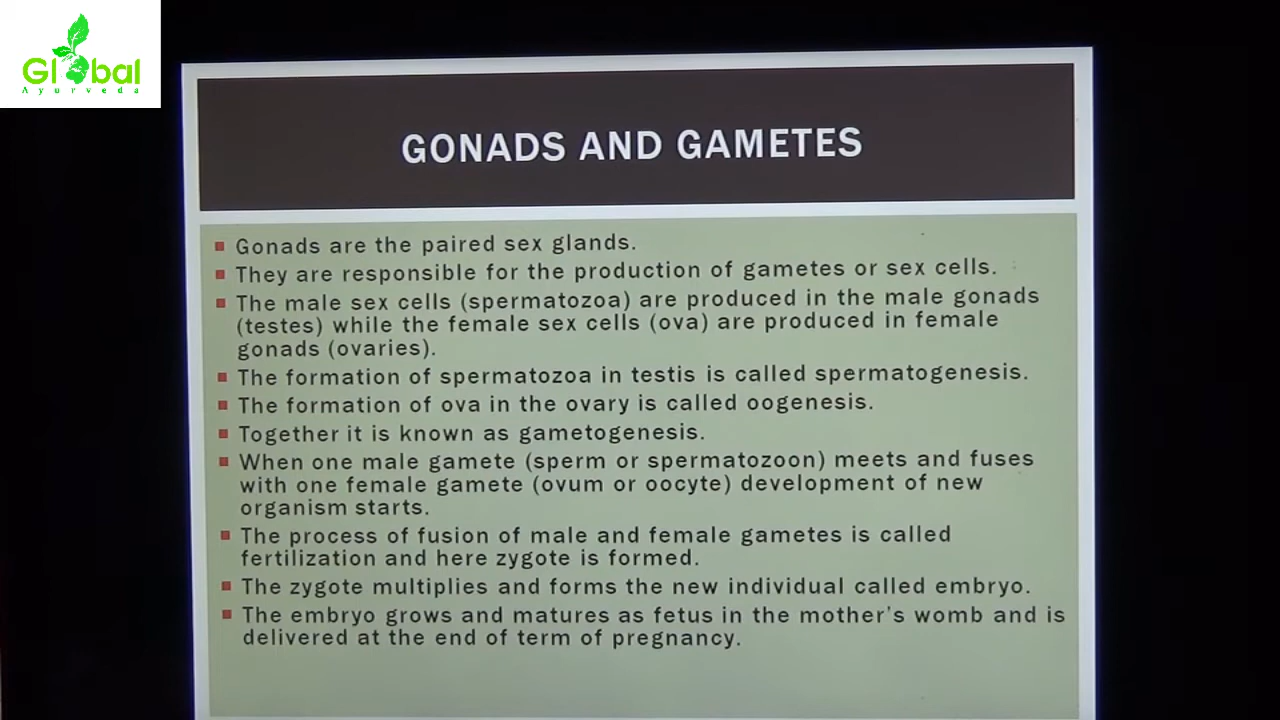 Global
Ayurveda
GONADS AND GAMETES
Gonads are the paired sex glands.
They are responsible for the production of gametes or sex cells.
The male sex cells (spermatozoa) are produced in the male gonads
(testes) while the female sex cells (ova) are produced in female
gonads (ovaries).
The formation of spermatozoa in testis is called spermatogenesis.
The formation of ova in the ovary is called oogenesis.
Together it is known as gametogenesis.
When one male gamete (sperm or spermatozoon) meets and fuses
with one female gamete (ovum or oocyte) development of new
organism starts.
The process of fusion of male and female gametes is called
fertilization and here zygote is formed.
The zygote multiplies and forms the new individual called embryo.
The embryo grows and matures as fetus in the mother's womb and is
delivered at the end of term of pregnancy.